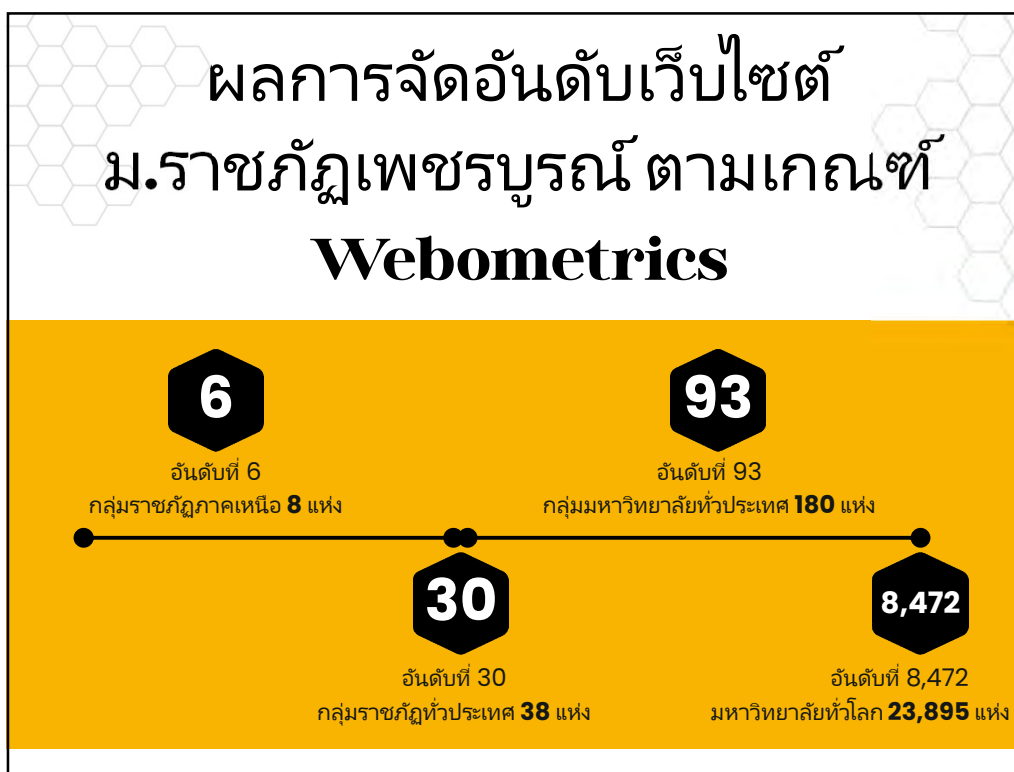 ผลการจัดอันดับเว็บไซต์
ม.ราชภัฏเพชรบูรณ์ ตามเกณฑ์
Webometrics
6
อันดับที่ 6
กลุ่มราชภัฏภาคเหนือ 8 แห่ง
93
อันดับที่ 93
กลุ่มมหาวิทยาลัยทั่วประเทศ 180 แห่ง
30
อันดับที่ 30
กลุ่มราชภัฏทั่วประเทศ 38 แห่ง
8,472
อันดับที่ 8,472
มหาวิทยาลัยทั่วโลก 23,895 แห่ง